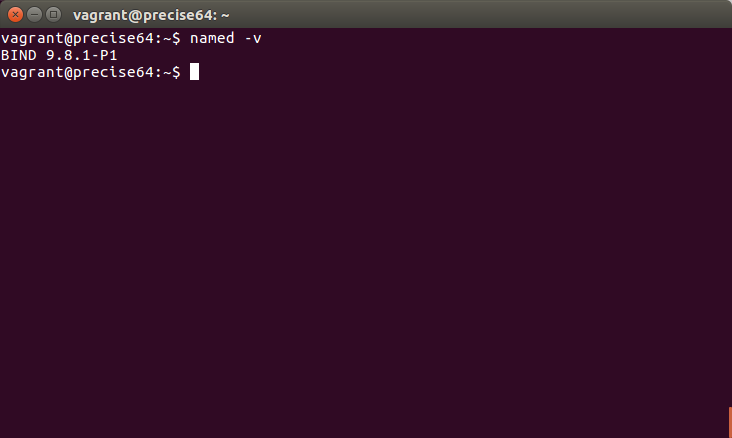 vagrant@precise64: ~
vagrant@precise64:~$ named -v
BIND 9.8.1-P1
vagrant@precise64:~$